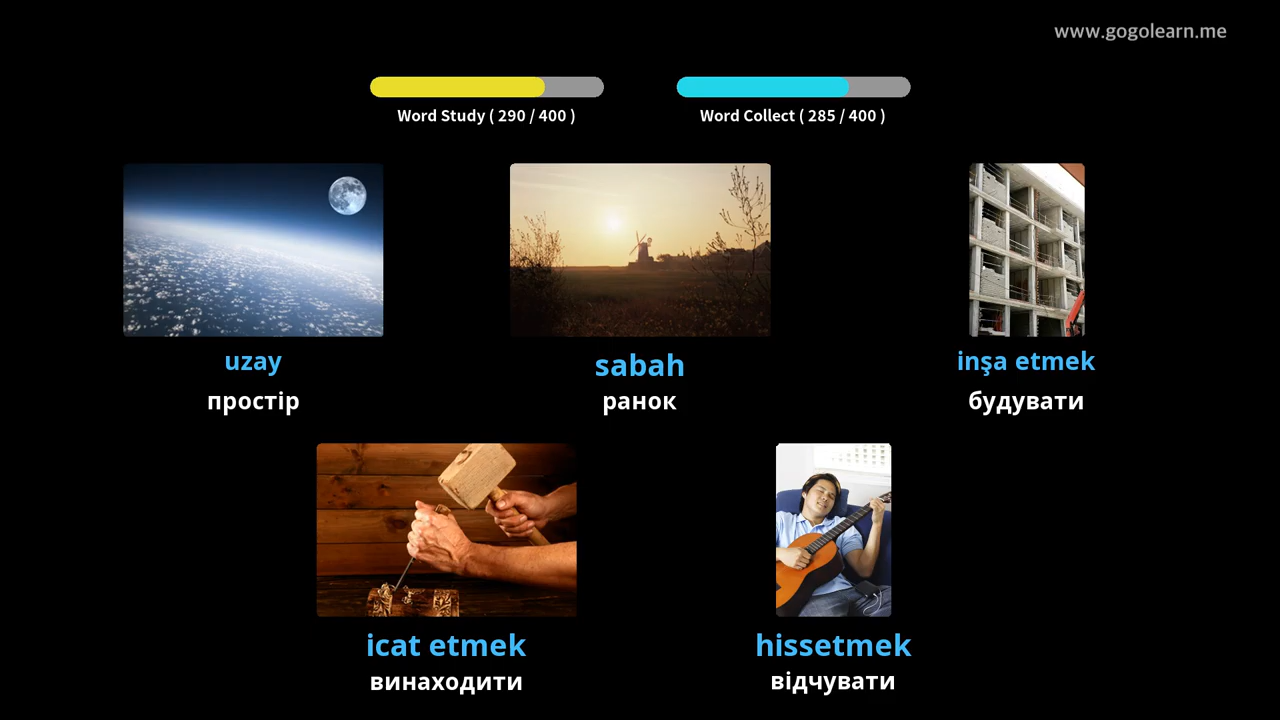 www.gogolearn.me
Word Study ( 290 / 400 )
Word Collect ( 285 / 400 )
uzay
простір
sabah
ранок
inşa etmek
будувати
icat etmek
винаходити
hissetmek
відчувати